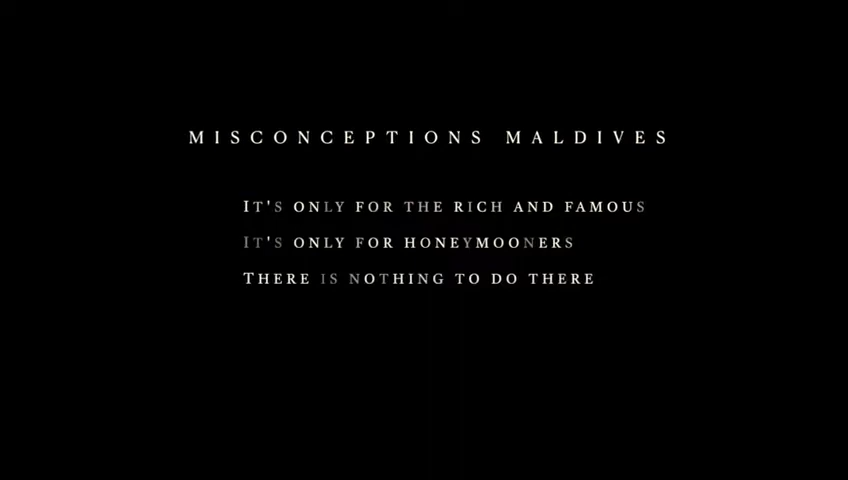 MISCONCEPTIONS MALDIVES
IT'S ONLY FOR THE RICH AND FAMOUS
IT'S ONLY FOR HONEYMOONERS
THERE IS NOTHING TO DO THERE